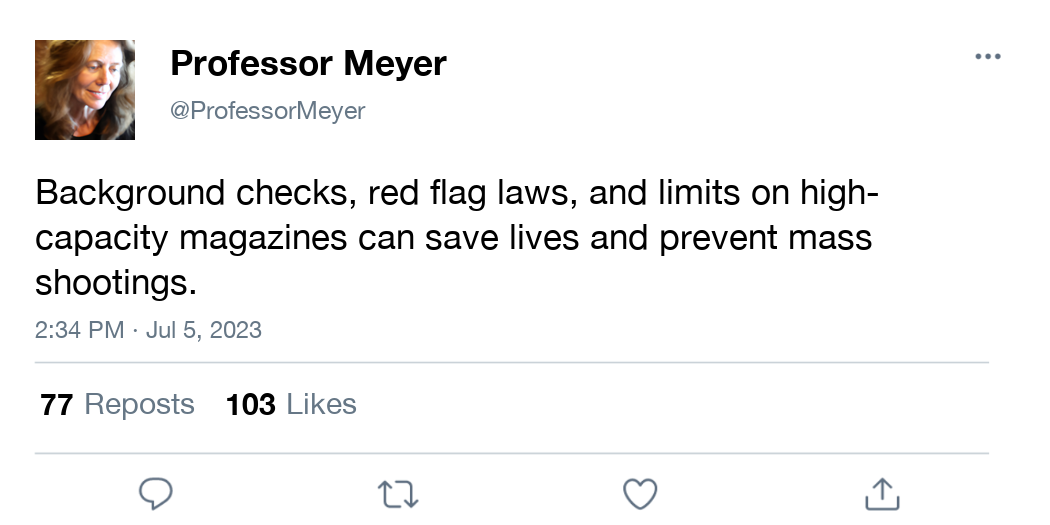 Professor Meyer
@ProfessorMeyer
Background checks, red flag laws, and limits on high-
capacity magazines can save lives and prevent mass
shootings.
2:34 PM · Jul 5, 2023
77 Reposts 103 Likes